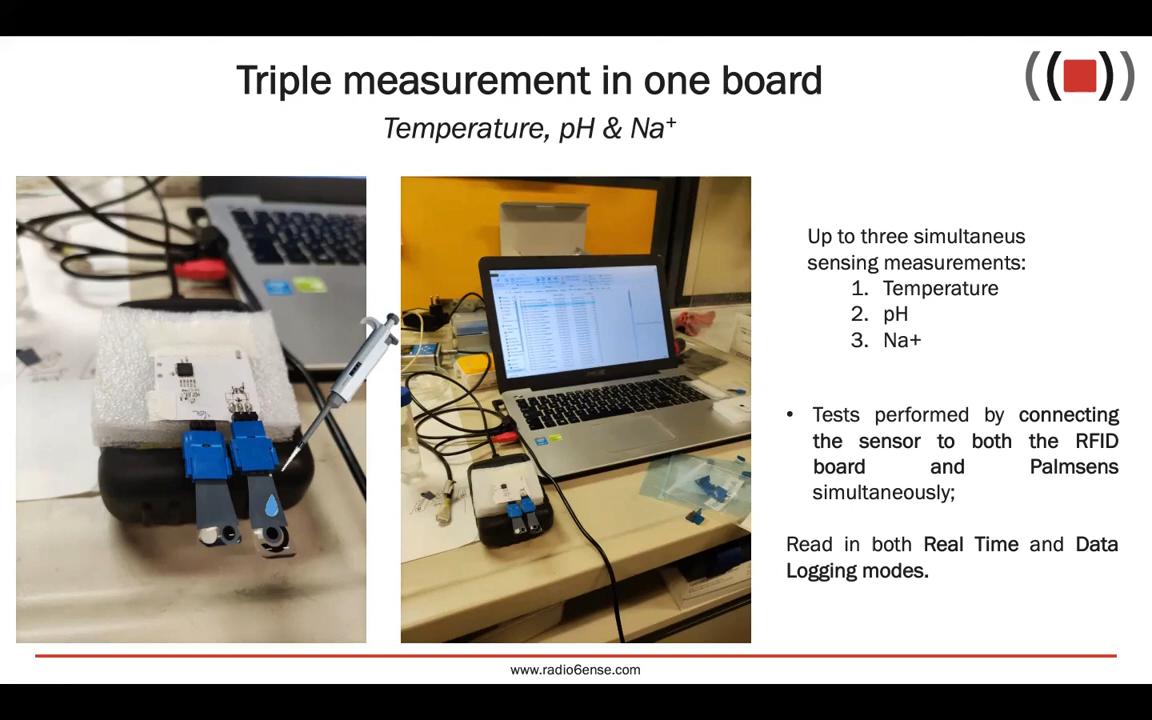 Triple measurement in one board
Temperature, pH & Na⁺
Up to three simultaneus
sensing measurements:
1. Temperature
2. pH
3. Na+
• Tests performed by connecting
the sensor to both the RFID
board and Palmsens
simultaneously;
Read in both Real Time and Data
Logging modes.
www.radio6ense.com